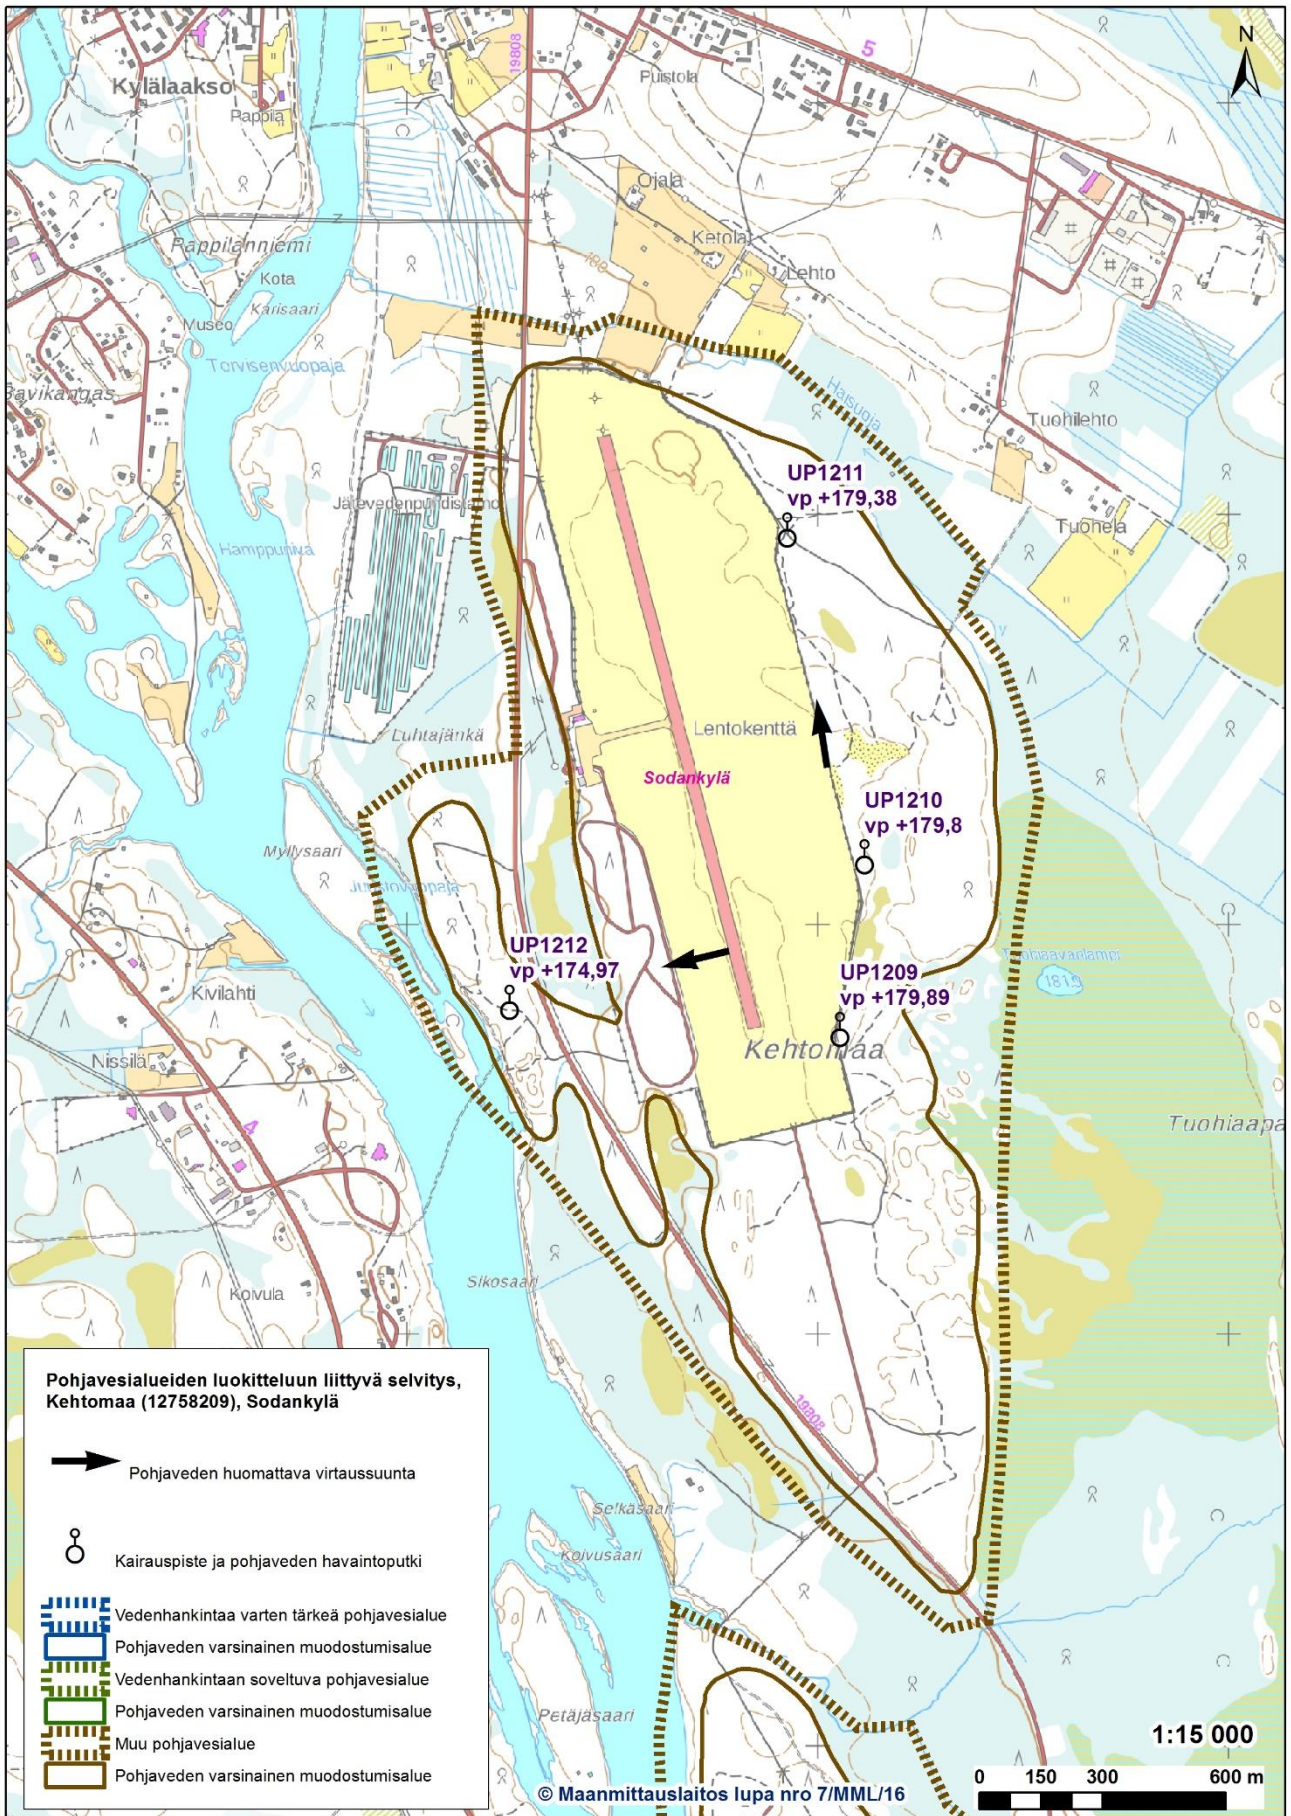 N
5
19808
Puistola
Kylälaakso
Pappila
Ojala
Pappilanniemi
Ketola
Lehto
Kota
180
Karisaari
Museo
Torvisenvuopaja
Haisuoja
Tuohilehto
UP1211
vp +179,38
Jätevedenpuhdistamo
Tuohela
Hamppuniva
Luhtajänkä
Lentokenttä
Sodankylä
UP1210
vp +179,8
Myllysaari
UP1212
vp +174,97
UP1209
vp +179,89
181.9
Kivilahti
Nissilä
Kehtomaa
4
Tuohiaapa
Sikosaari
Koivula
19808
Selkäsaari
Koivusaari
Petäjäsaari
Pohjavesialueiden luokitteluun liittyvä selvitys,
Kehtomaa (12758209), Sodankylä
Pohjaveden huomattava virtaussuunta
Kairauspiste ja pohjaveden havaintoputki
Vedenhankintaa varten tärkeä pohjavesialue
Pohjaveden varsinainen muodostumisalue
Vedenhankintaan soveltuva pohjavesialue
Pohjaveden varsinainen muodostumisalue
Muu pohjavesialue
Pohjaveden varsinainen muodostumisalue
1:15 000
0 150 300 600 m
© Maanmittauslaitos lupa nro 7/MML/16